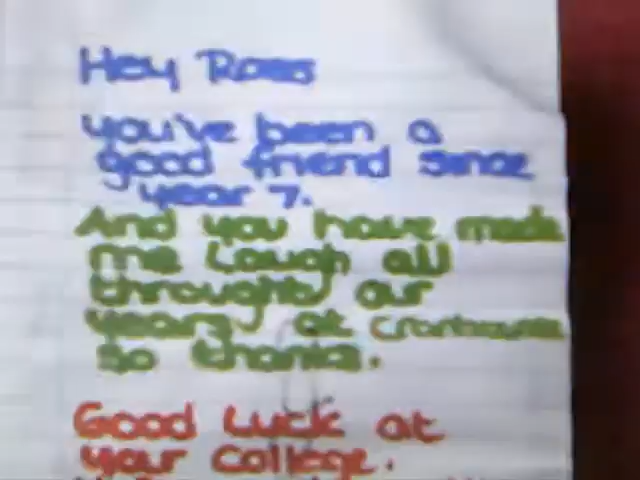 Hey Ross
you've been a
good friend since
year 7.
And you have made
me Laugh all
throught our
years at
so thanks.
Good Luck at
your College.